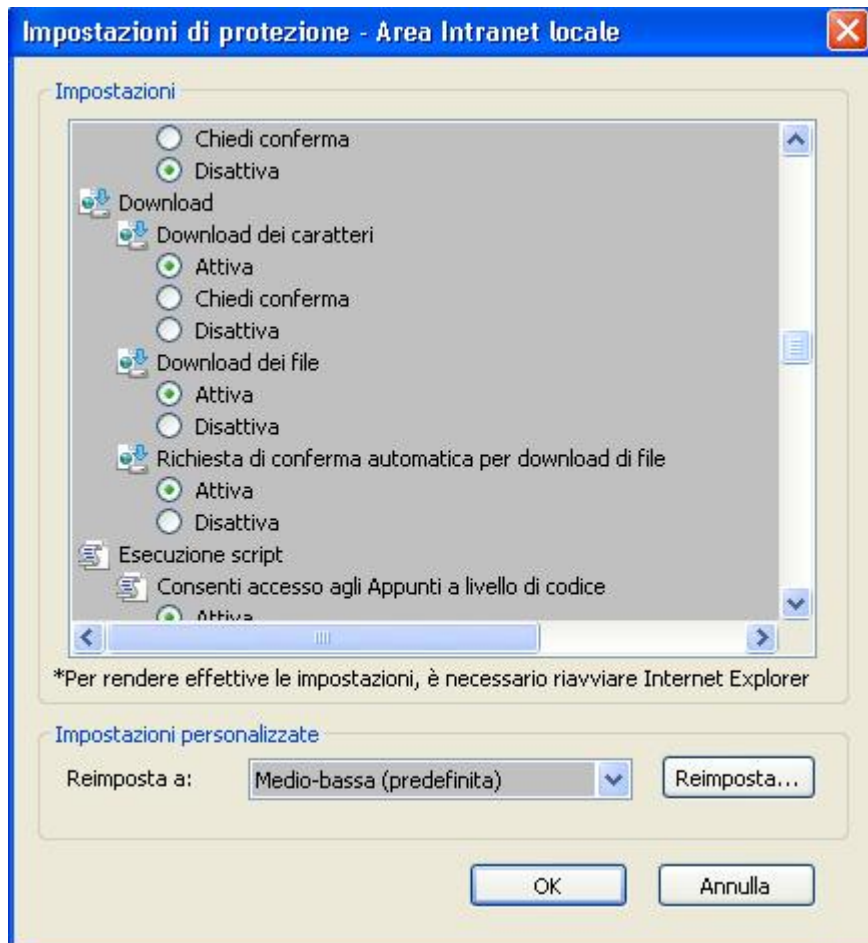 Impostazioni di protezione - Area Intranet locale
Impostazioni
Chiedi conferma
Disattiva
Download
Download dei caratteri
Attiva
Chiedi conferma
Disattiva
Download dei file
Attiva
Disattiva
Richiesta di conferma automatica per download di file
Attiva
Disattiva
Esecuzione script
Consenti accesso agli Appunti a livello di codice
Attiva
*Per rendere effettive le impostazioni, è necessario riavviare Internet Explorer
Impostazioni personalizzate
Reimposta a:
Medio-bassa (predefinita)
Reimposta...
OK
Annulla